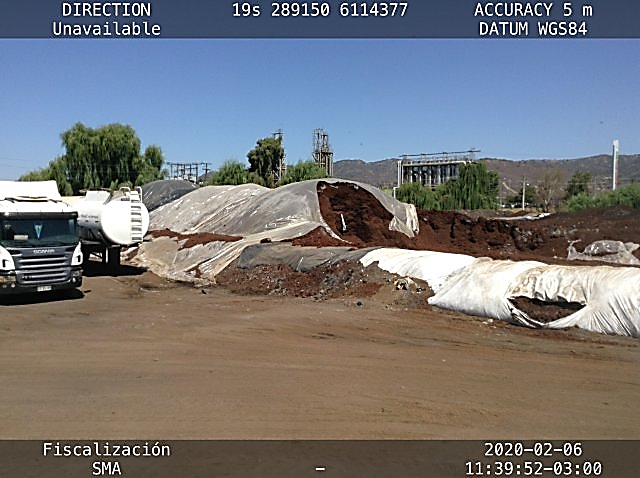 DIRECTION
Unavailable
19s 289150 6114377
ACCURACY 5 m
DATUM WGS84
SCANIA
Fiscalización
SMA
-
2020-02-06
11:39:52-03:00